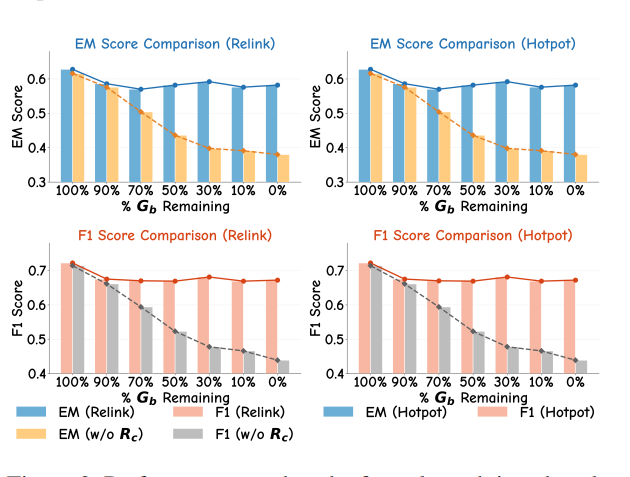 EM Score Comparison (Relink)
EM Score
0.6
0.5
0.4
0.3
100% 90% 70% 50% 30% 10% 0%
% G_b Remaining
EM Score Comparison (Hotpot)
EM Score
0.6
0.5
0.4
0.3
100% 90% 70% 50% 30% 10% 0%
% G_b Remaining
F1 Score Comparison (Relink)
F1 Score
0.7
0.6
0.5
0.4
100% 90% 70% 50% 30% 10% 0%
% G_b Remaining
F1 Score Comparison (Hotpot)
F1 Score
0.7
0.6
0.5
0.4
100% 90% 70% 50% 30% 10% 0%
% G_b Remaining
EM (Relink) F1 (Relink) EM (Hotpot) F1 (Hotpot)
EM (w/o R_c) F1 (w/o R_c)